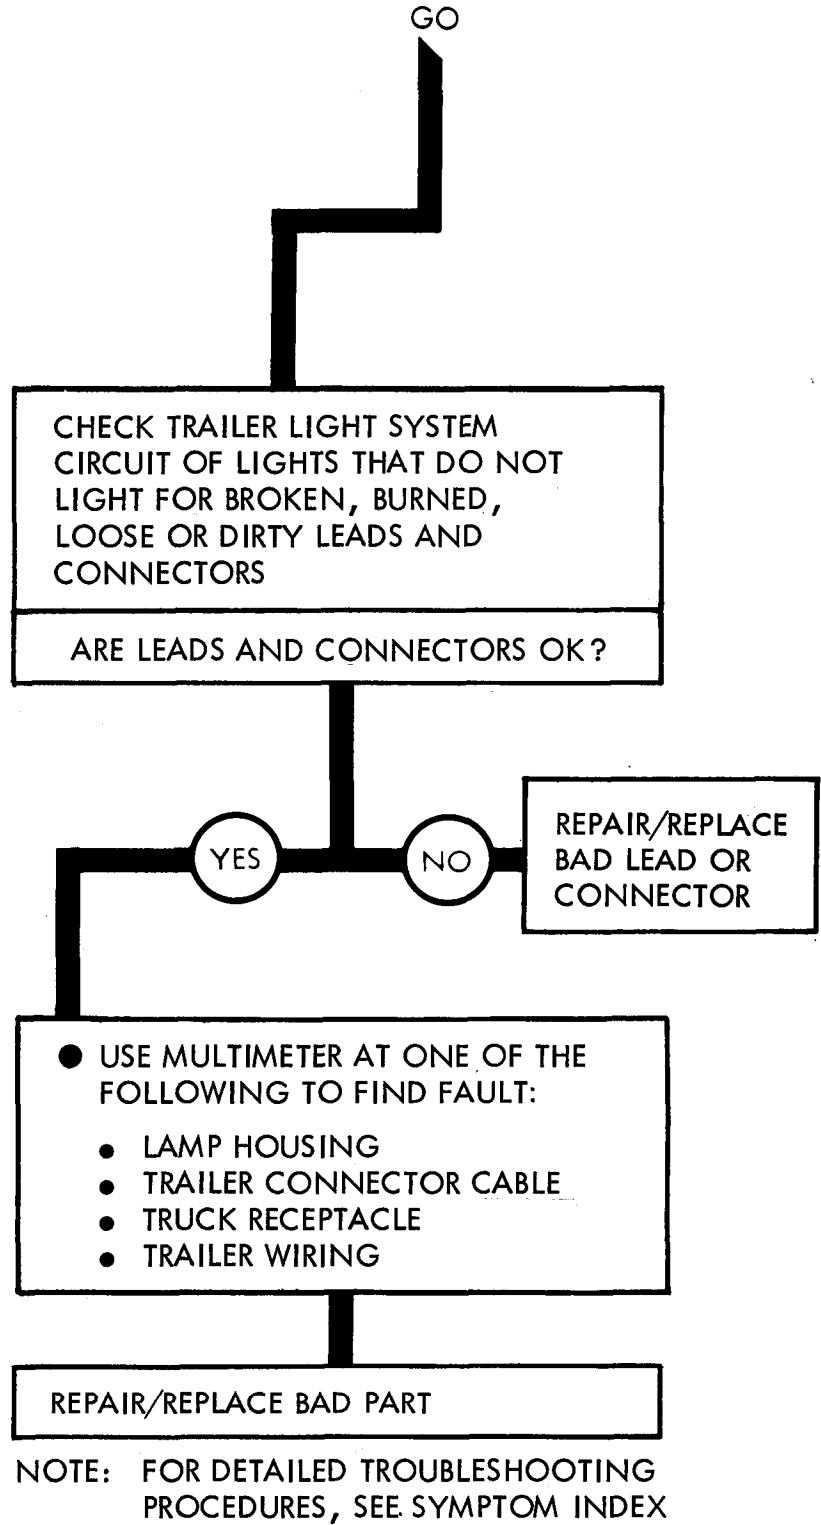 GO
CHECK TRAILER LIGHT SYSTEM
CIRCUIT OF LIGHTS THAT DO NOT
LIGHT FOR BROKEN, BURNED,
LOOSE OR DIRTY LEADS AND
CONNECTORS
ARE LEADS AND CONNECTORS OK?
YES
NO
REPAIR/REPLACE
BAD LEAD OR
CONNECTOR
● USE MULTIMETER AT ONE OF THE
FOLLOWING TO FIND FAULT:
● LAMP HOUSING
● TRAILER CONNECTOR CABLE
● TRUCK RECEPTACLE
● TRAILER WIRING
REPAIR/REPLACE BAD PART
NOTE: FOR DETAILED TROUBLESHOOTING
PROCEDURES, SEE SYMPTOM INDEX